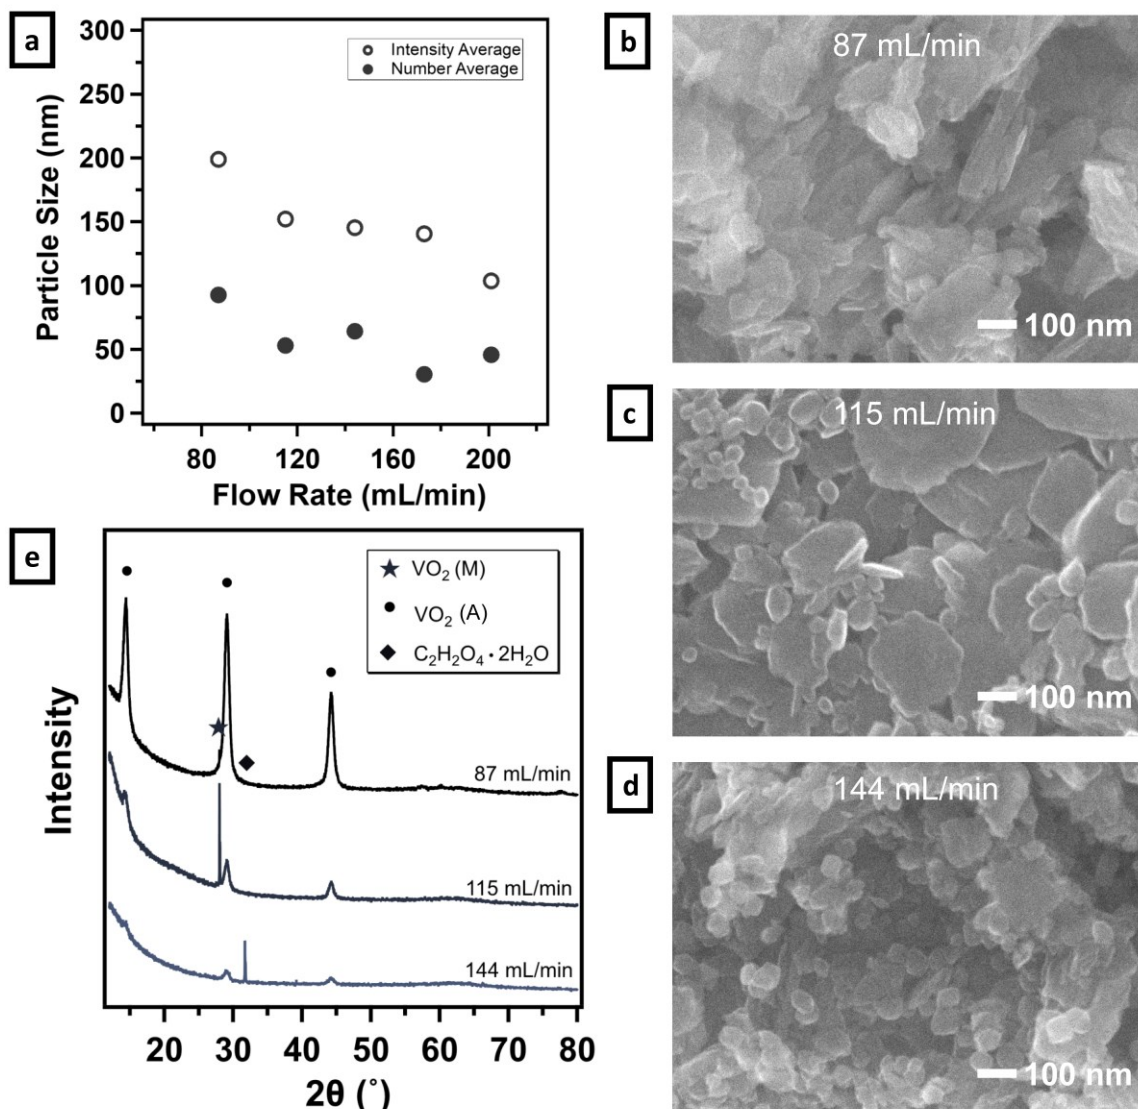 a
300
250
200
150
100
50
0
Particle Size (nm)
Intensity Average
Number Average
80
120
160
200
Flow Rate (mL/min)
b
87 mL/min
100 nm
c
115 mL/min
100 nm
d
144 mL/min
100 nm
e
Intensity
★ VO₂ (M)
● VO₂ (A)
◆ C₂H₂O₄ · 2H₂O
87 mL/min
115 mL/min
144 mL/min
20 30 40 50 60 70 80
2θ (°)